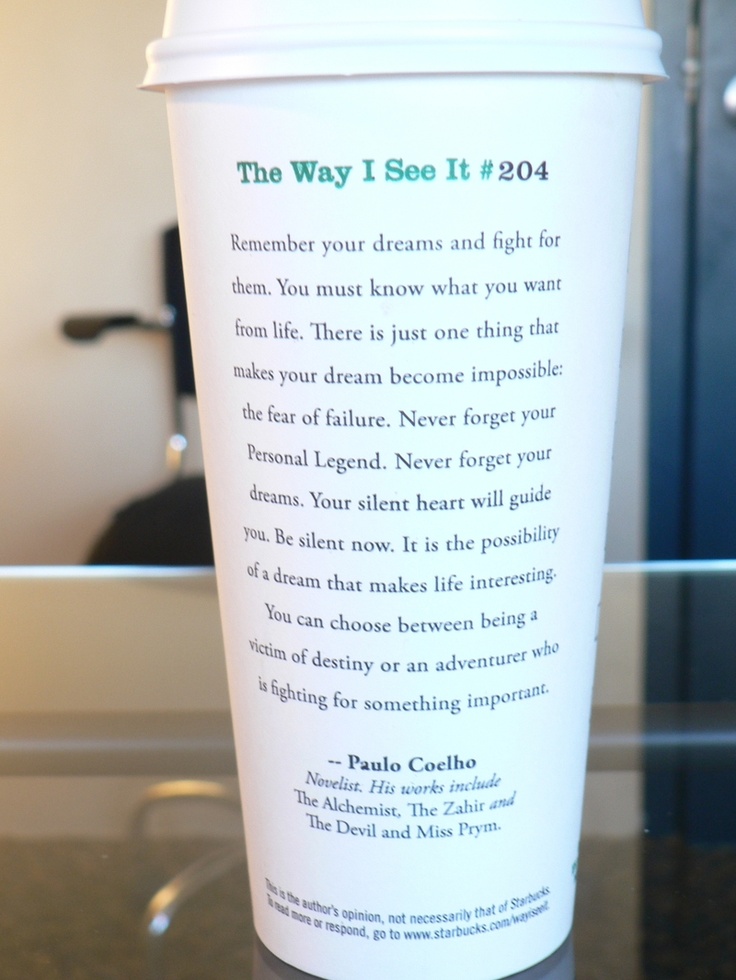 The Way I See It #204
Remember your dreams and fight for
them. You must know what you want
from life. There is just one thing that
makes your dream become impossible:
the fear of failure. Never forget your
Personal Legend. Never forget your
dreams. Your silent heart will guide
you. Be silent now. It is the possibility
of a dream that makes life interesting.
You can choose between being a
victim of destiny or an adventurer who
is fighting for something important.
-- Paulo Coelho
Novelist. His works include
The Alchemist, The Zahir and
The Devil and Miss Prym.
This is the author's opinion, not necessarily that of Starbucks.
To read more or respond, go to www.starbucks.com/wayiseeit.